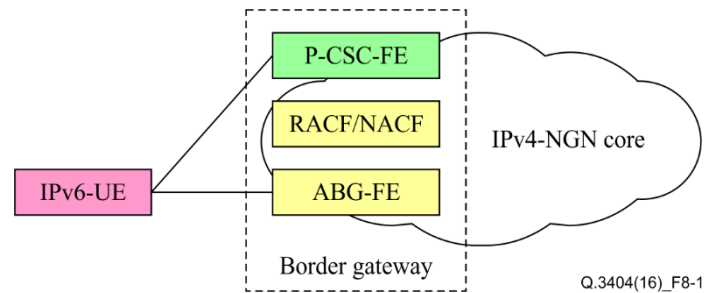 P-CSC-FE
RACF/NACF
IPv4-NGN core
IPv6-UE
ABG-FE
Border gateway
Q.3404(16)_F8-1